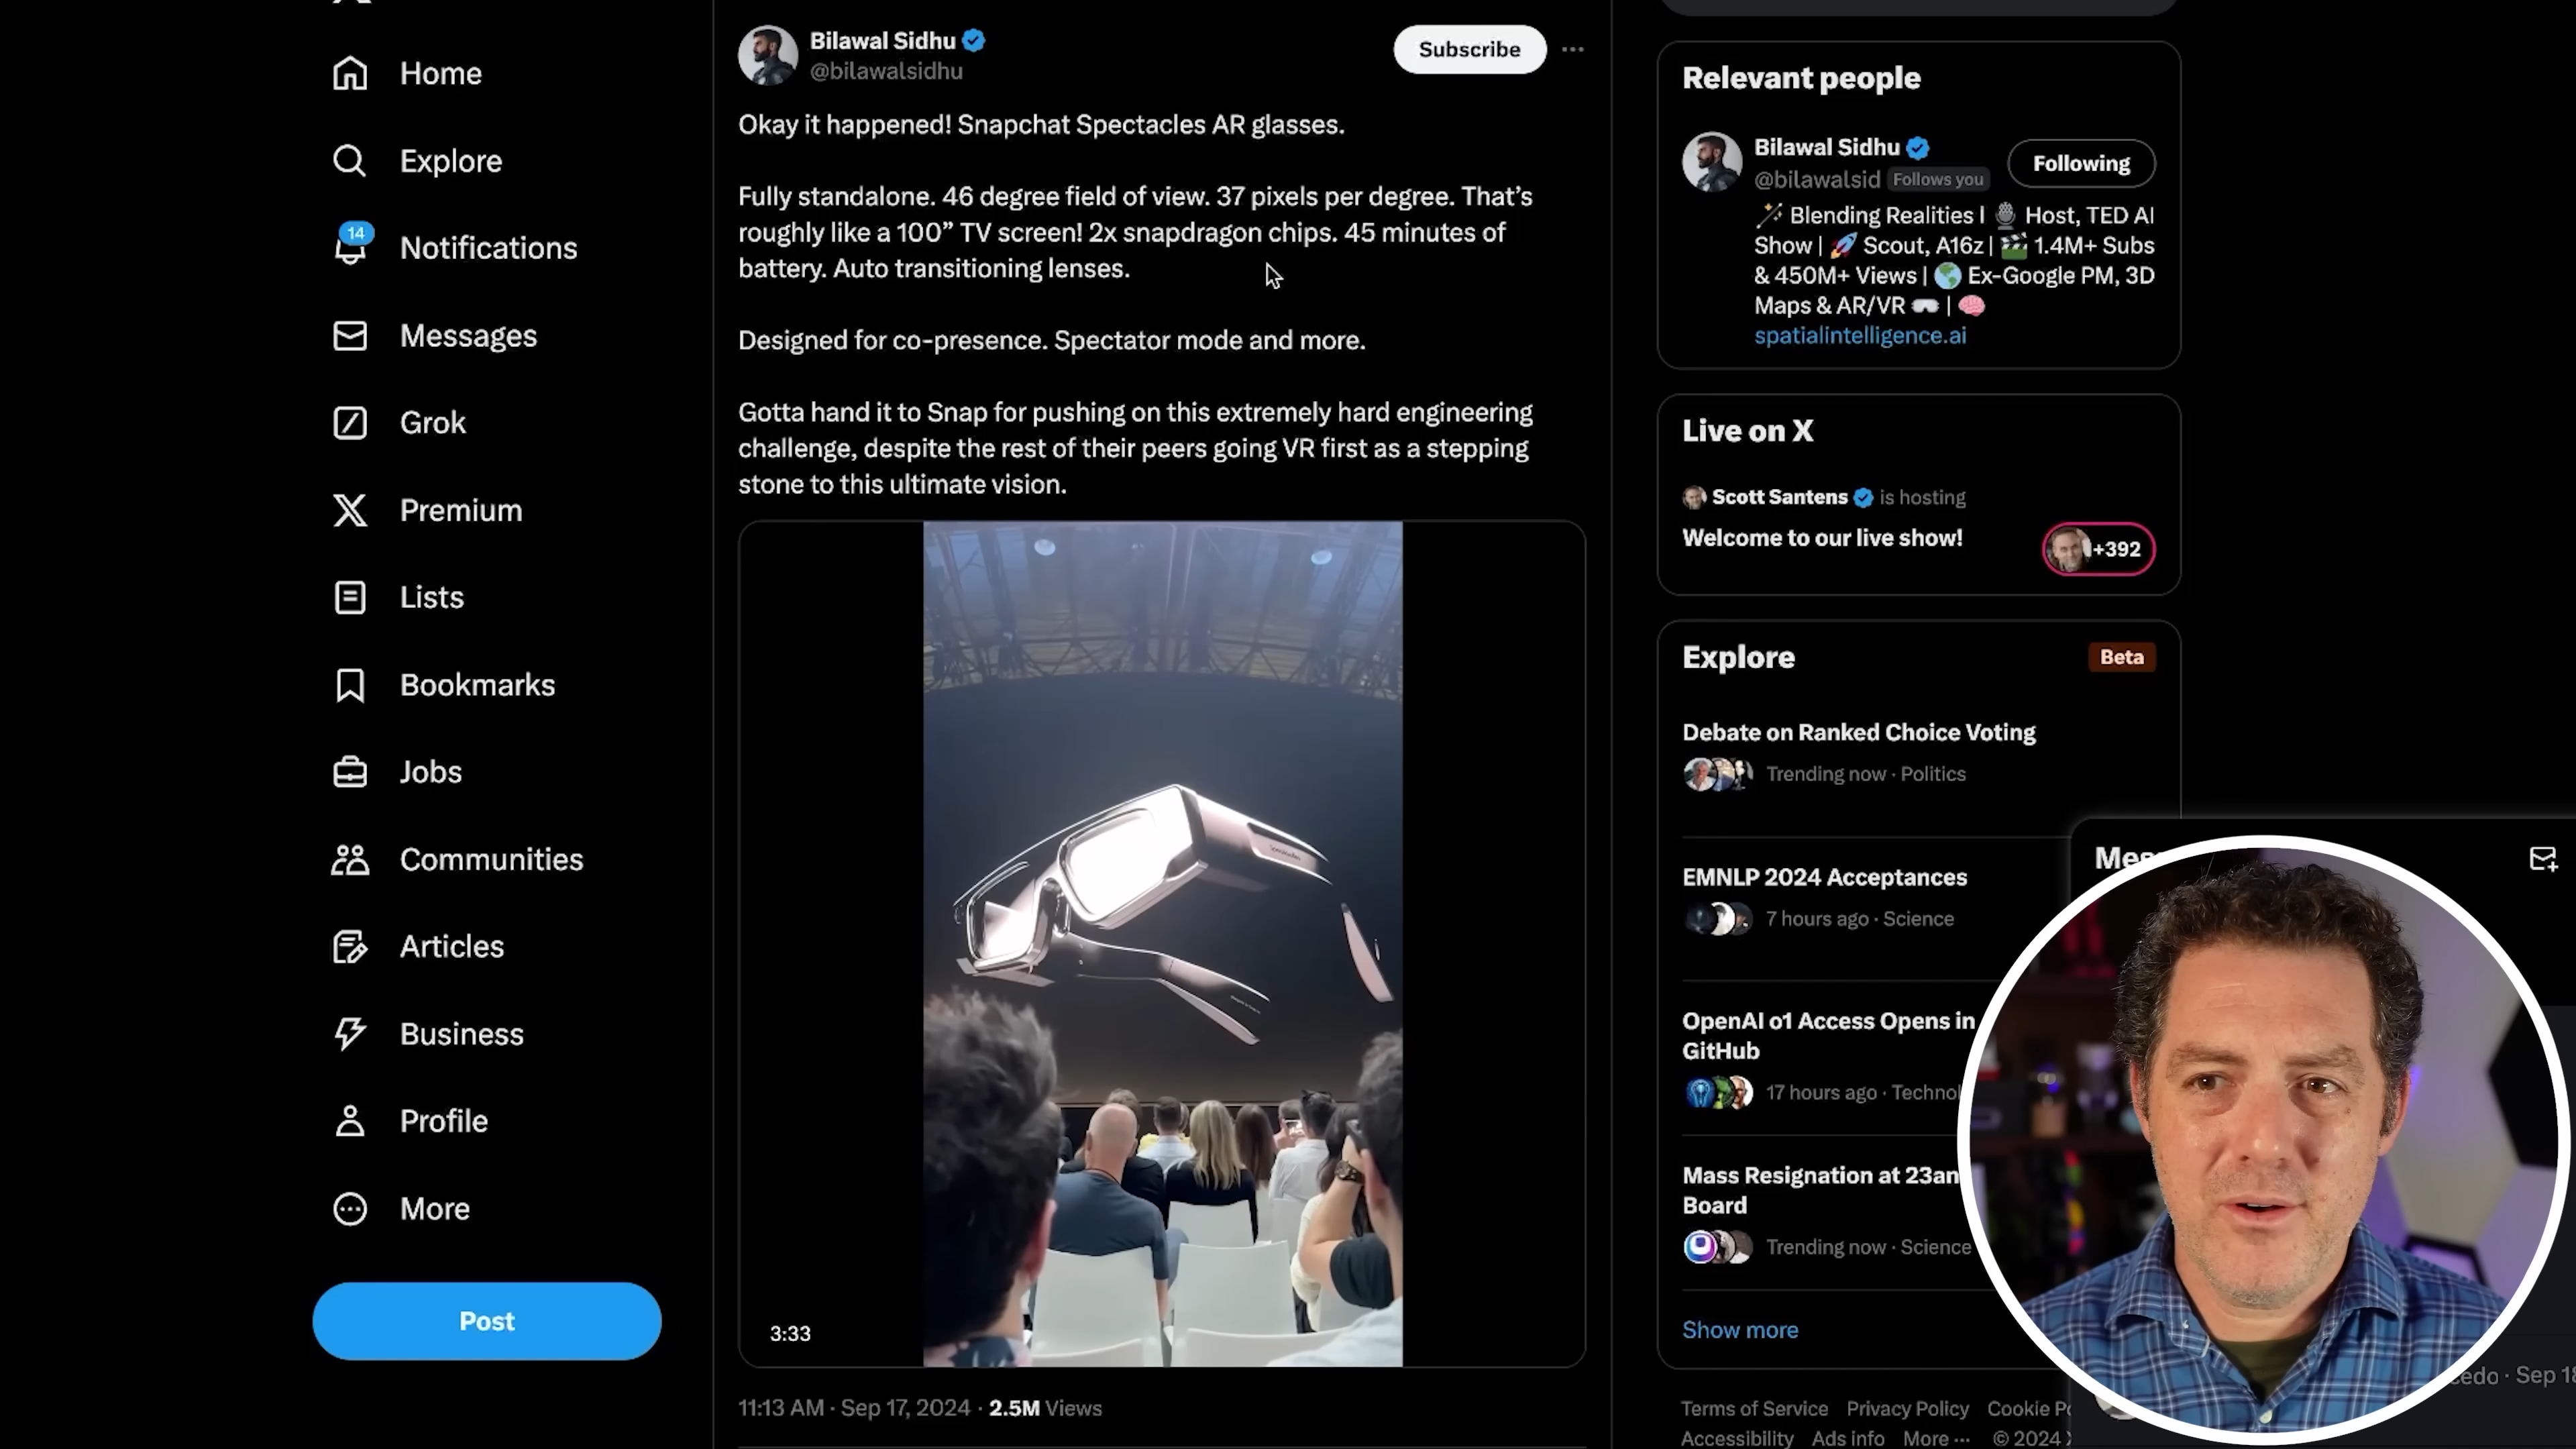 Home
Explore
14
Notifications
Messages
Grok
Premium
Lists
Bookmarks
Jobs
Communities
Articles
Business
Profile
More
Post
Bilawal Sidhu
@bilawalsidhu
Subscribe
Okay it happened! Snapchat Spectacles AR glasses.
Fully standalone. 46 degree field of view. 37 pixels per degree. That’s
roughly like a 100” TV screen! 2x snapdragon chips. 45 minutes of
battery. Auto transitioning lenses.
Designed for co-presence. Spectator mode and more.
Gotta hand it to Snap for pushing on this extremely hard engineering
challenge, despite the rest of their peers going VR first as a stepping
stone to this ultimate vision.
3:33
11:13 AM · Sep 17, 2024 · 2.5M Views
Relevant people
Bilawal Sidhu
@bilawalsid Follows you
Following
Blending Realities | Host, TED AI
Show | Scout, A16z | 1.4M+ Subs
& 450M+ Views | Ex-Google PM, 3D
Maps & AR/VR |
spatialintelligence.ai
Live on X
Scott Santens is hosting
Welcome to our live show!
+392
Explore
Beta
Debate on Ranked Choice Voting
Trending now · Politics
EMNLP 2024 Acceptances
7 hours ago · Science
OpenAI o1 Access Opens in
GitHub
17 hours ago · Technol
Mass Resignation at 23an
Board
Trending now · Science
Show more
Terms of Service Privacy Policy Cookie Po
Accessibility Ads info More ··· © 2024
Mes
edo · Sep 18